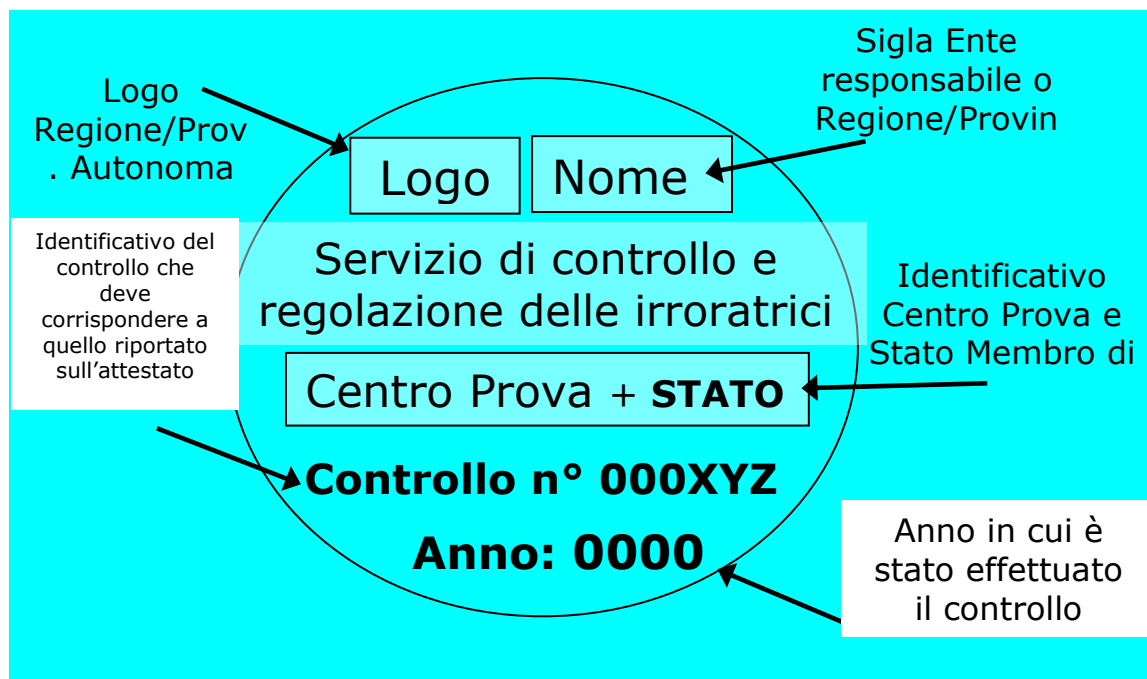 Sigla Ente
responsabile o
Regione/Provin
Logo
Regione/Prov
. Autonoma
Logo
Nome
Identificativo del
controllo che
deve
corrispondere a
quello riportato
sull'attestato
Servizio di controllo e
regolazione delle irroratrici
Identificativo
Centro Prova e
Stato Membro di
Centro Prova + STATO
Controllo n° 000XYZ
Anno: 0000
Anno in cui è
stato effettuato
il controllo